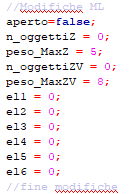 //Modifiche ML
aperto=false;
n_oggettiZ = 0;
peso_MaxZ = 5;
n_oggettiZV = 0;
peso_MaxZV = 8;
el1 = 0;
el2 = 0;
el3 = 0;
el4 = 0;
el5 = 0;
el6 = 0;
//fine modifiche